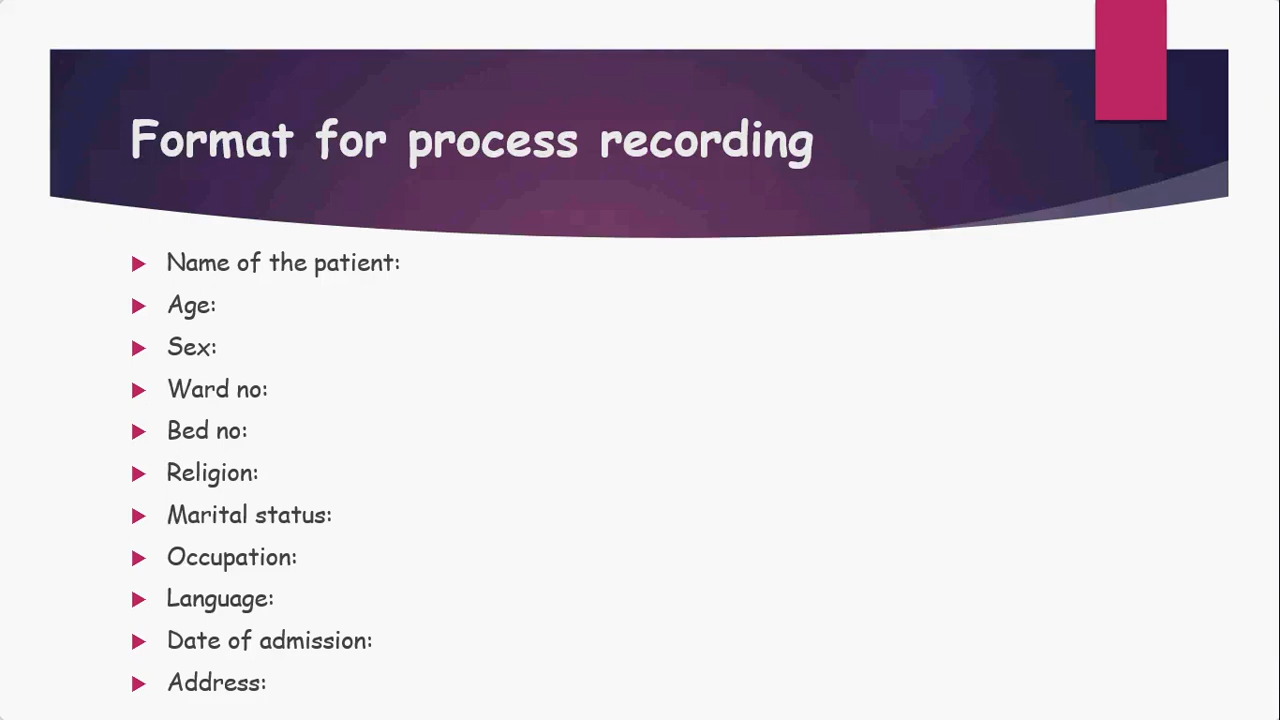 Format for process recording
Name of the patient:
Age:
Sex:
Ward no:
Bed no:
Religion:
Marital status:
Occupation:
Language:
Date of admission:
Address: